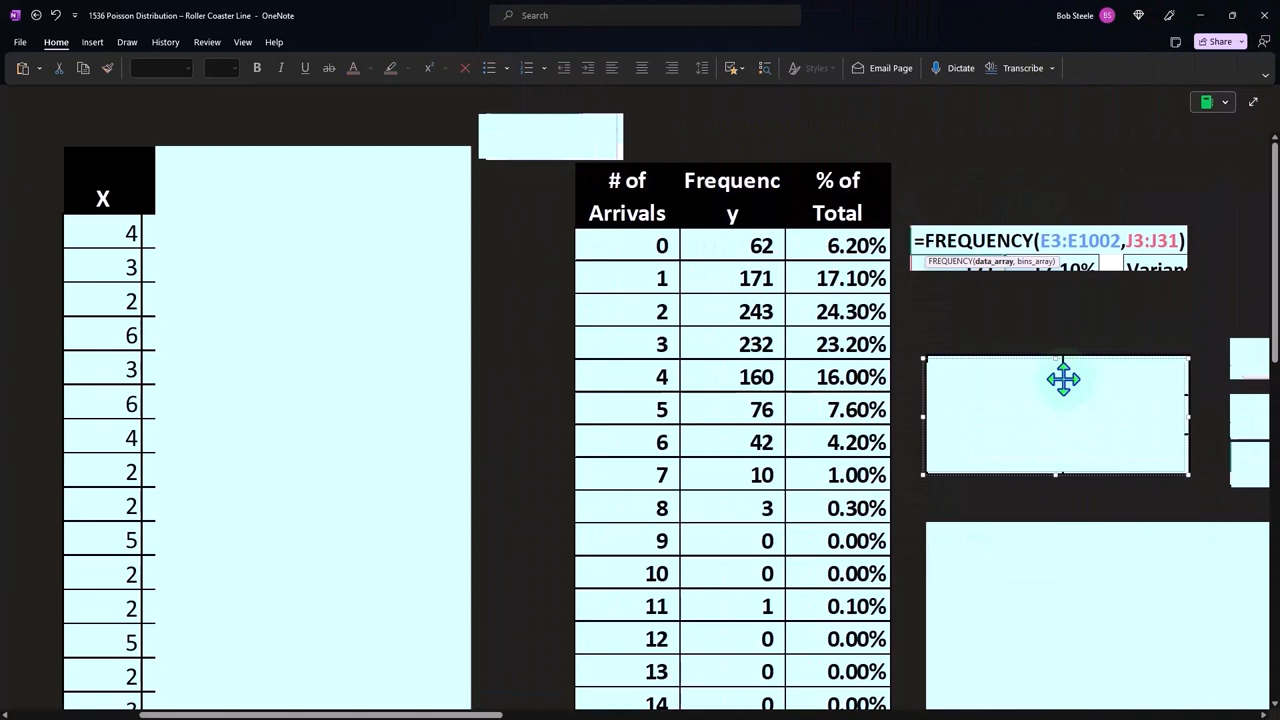 1536 Poisson Distribution – Roller Coaster Line - OneNote
Search
Bob Steele BS
File Home Insert Draw History Review View Help
Share
B I U A x Styles Email Page Dictate Transcribe
X
4
3
2
6
3
6
4
2
2
5
2
2
5
2
# of Arrivals Frequency % of Total
0 62 6.20%
1 171 17.10%
2 243 24.30%
3 232 23.20%
4 160 16.00%
5 76 7.60%
6 42 4.20%
7 10 1.00%
8 3 0.30%
9 0 0.00%
10 0 0.00%
11 1 0.10%
12 0 0.00%
13 0 0.00%
14 0 0.00%
=FREQUENCY(E3:E1002,J3:J31)
FREQUENCY(data_array, bins_array)